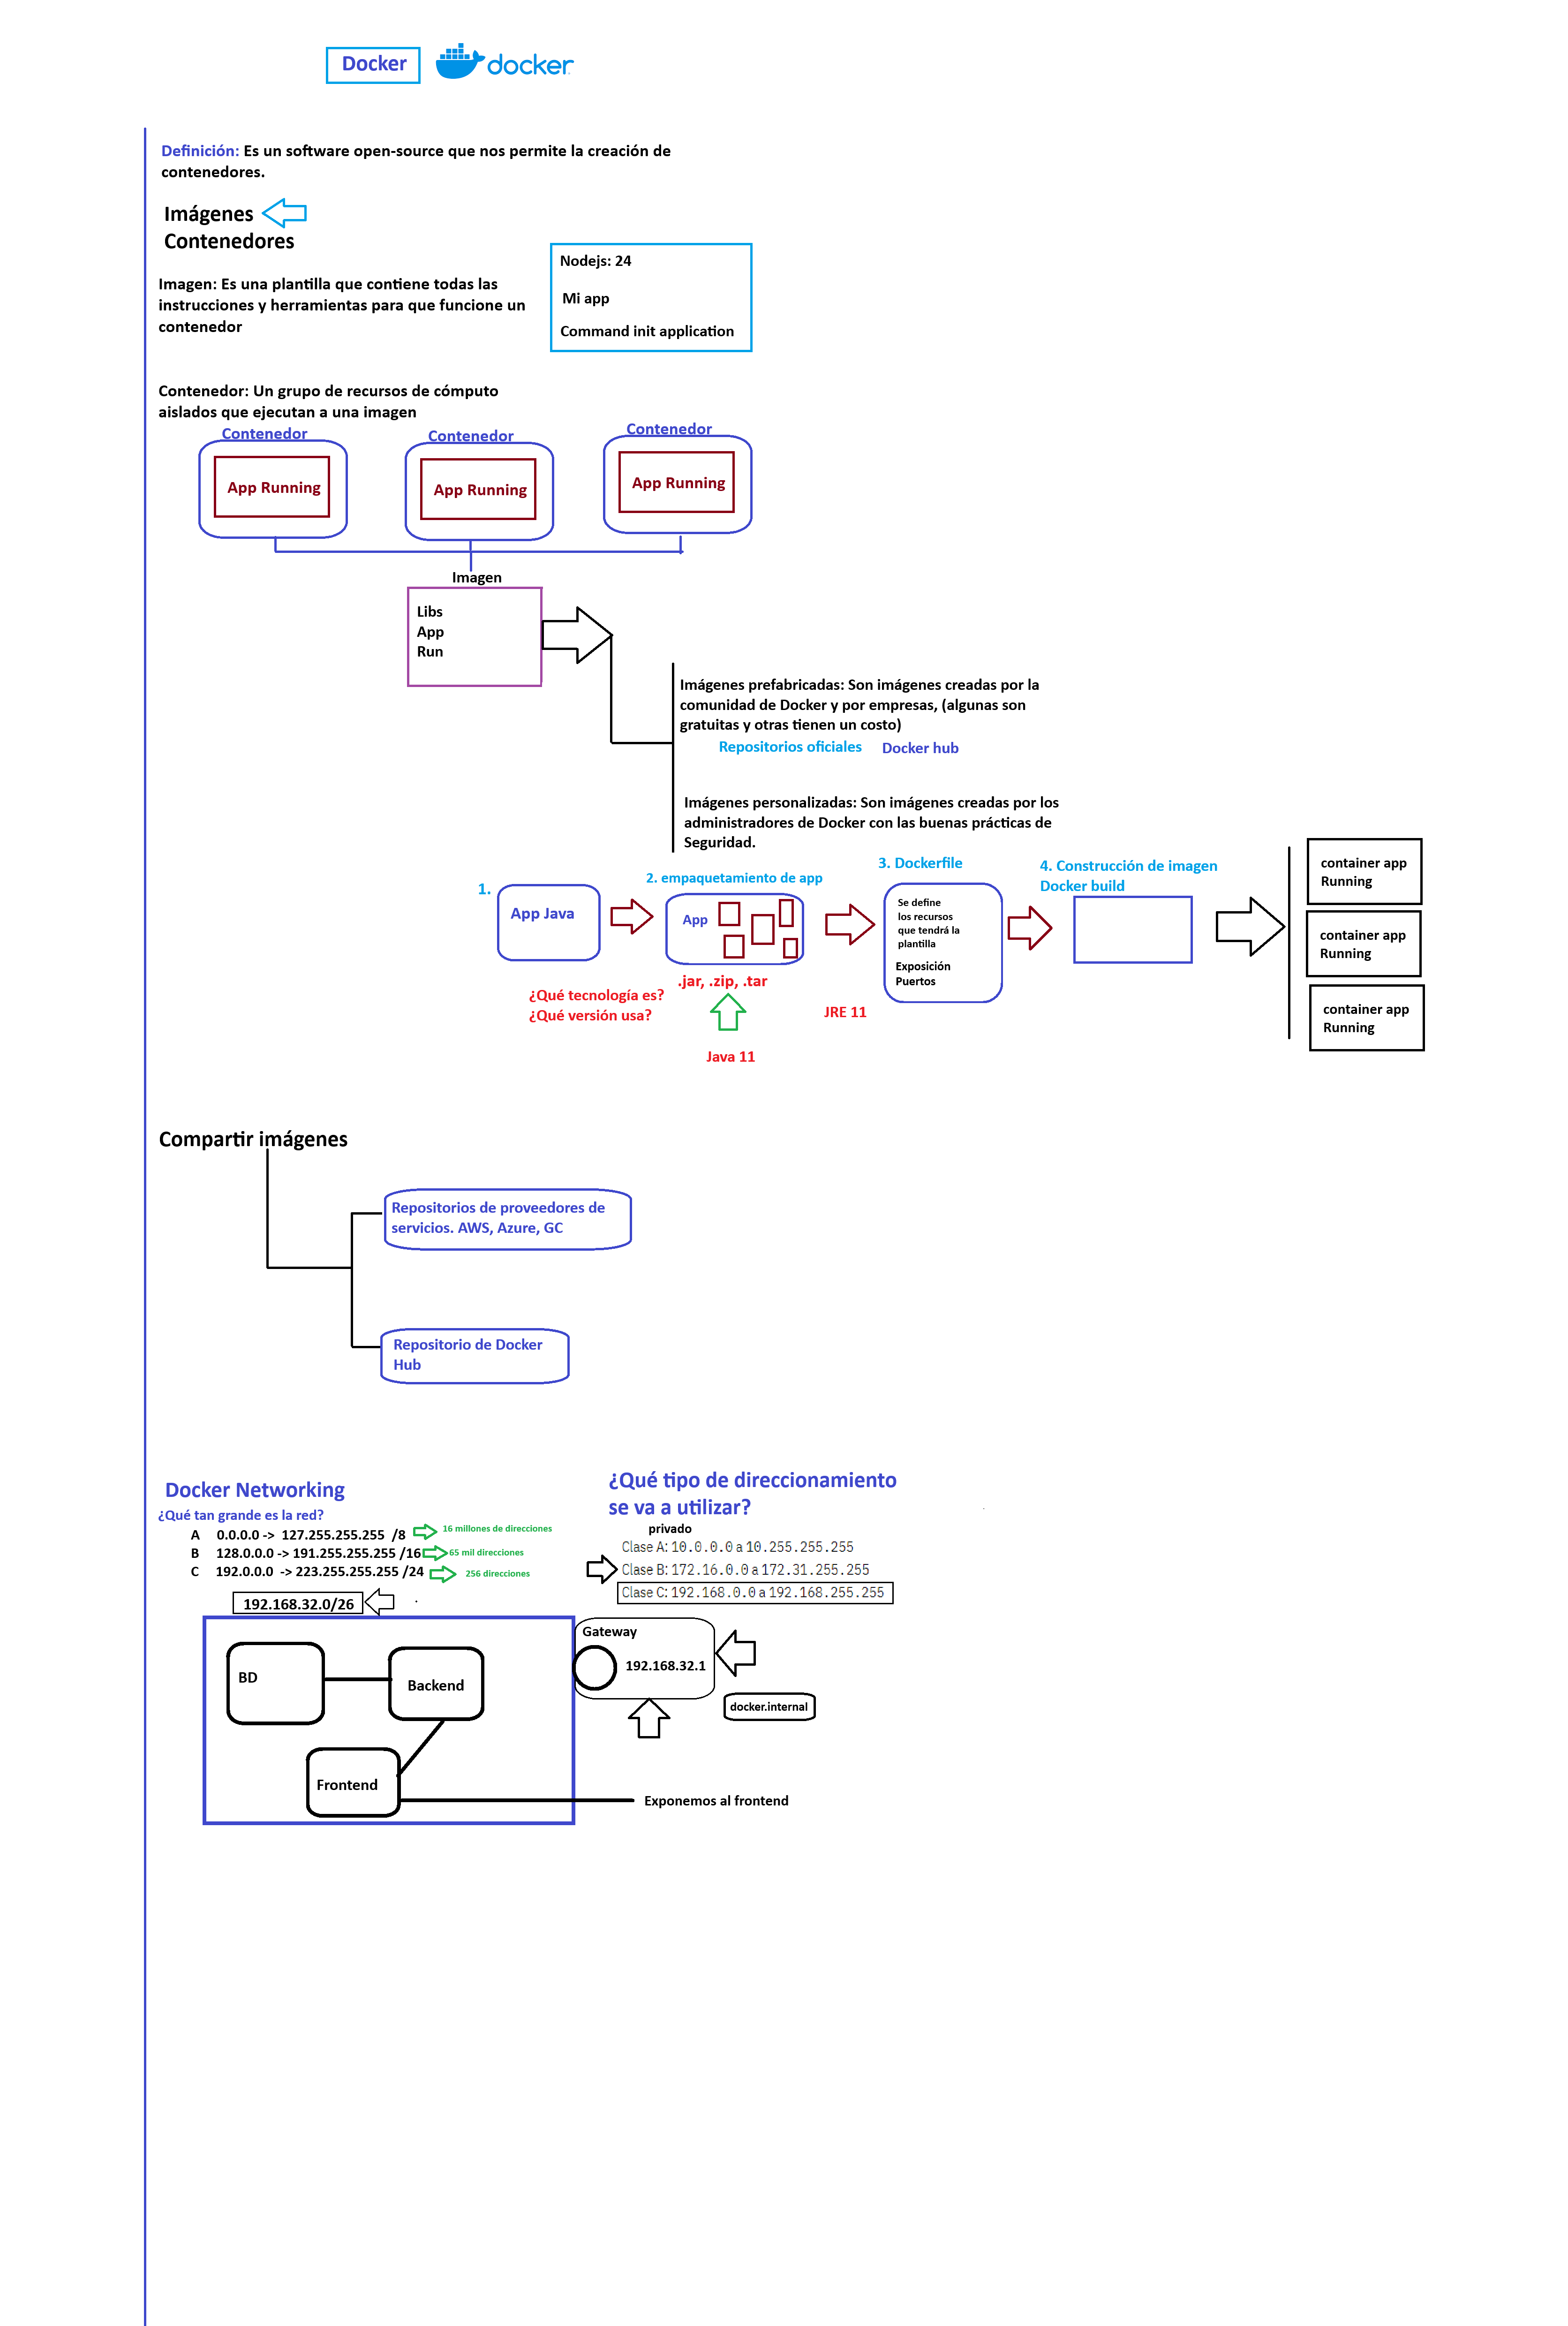 Docker
docker
Definición: Es un software open-source que nos permite la creación de
contenedores.
Imágenes
Contenedores
Imagen: Es una plantilla que contiene todas las
instrucciones y herramientas para que funcione un
contenedor
Nodejs: 24
Mi app
Command init application
Contenedor: Un grupo de recursos de cómputo
aislados que ejecutan a una imagen
Contenedor
Contenedor
Contenedor
App Running
App Running
App Running
Imagen
Libs
App
Run
Imágenes prefabricadas: Son imágenes creadas por la
comunidad de Docker y por empresas, (algunas son
gratuitas y otras tienen un costo)
Repositorios oficiales
Docker hub
Imágenes personalizadas: Son imágenes creadas por los
administradores de Docker con las buenas prácticas de
Seguridad.
1.
App Java
¿Qué tecnología es?
¿Qué versión usa?
2. empaquetamiento de app
App
.jar, .zip, .tar
Java 11
3. Dockerfile
Se define
los recursos
que tendrá la
plantilla
Exposición
Puertos
JRE 11
4. Construcción de imagen
Docker build
container app
Running
container app
Running
container app
Running
Compartir imágenes
Repositorios de proveedores de
servicios. AWS, Azure, GC
Repositorio de Docker
Hub
Docker Networking
¿Qué tan grande es la red?
A 0.0.0.0 -> 127.255.255.255 /8 16 millones de direcciones
B 128.0.0.0 -> 191.255.255.255 /16 65 mil direcciones
C 192.0.0.0 -> 223.255.255.255 /24 256 direcciones
192.168.32.0/26
¿Qué tipo de direccionamiento
se va a utilizar?
privado
Clase A: 10.0.0.0 a 10.255.255.255
Clase B: 172.16.0.0 a 172.31.255.255
Clase C: 192.168.0.0 a 192.168.255.255
BD
Backend
Frontend
Gateway
192.168.32.1
docker.internal
Exponemos al frontend